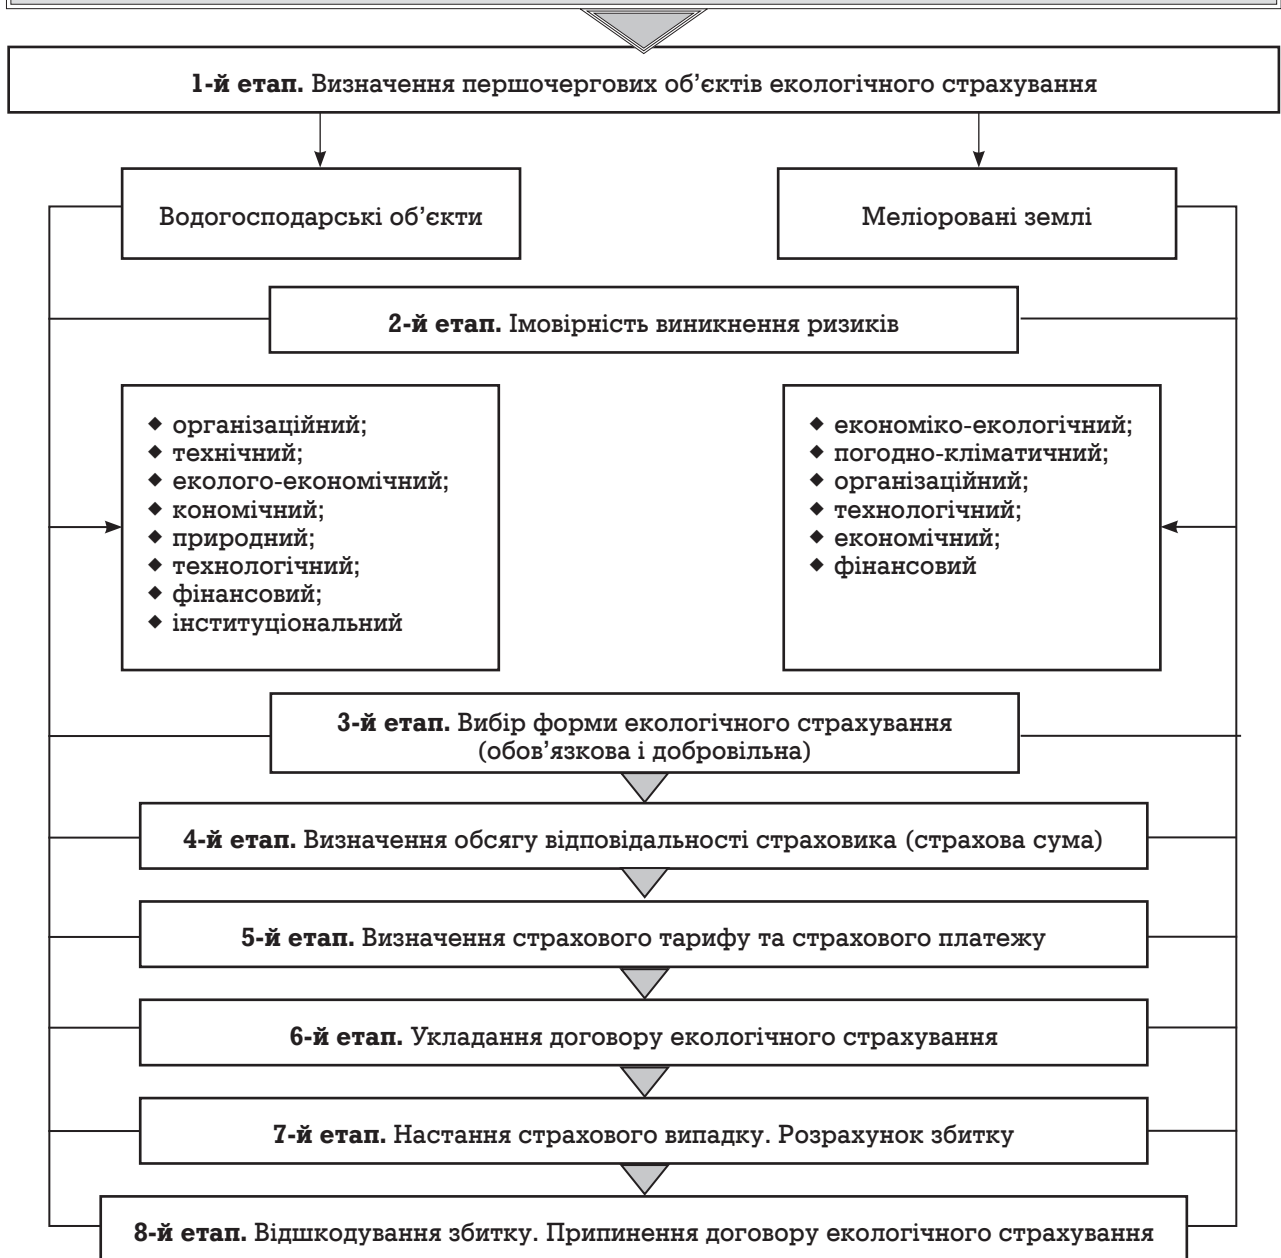 1-й етап. Визначення першочергових об’єктів екологічного страхування
Водогосподарські об’єкти
Меліоровані землі
2-й етап. Імовірність виникнення ризиків
◆ організаційний;
◆ технічний;
◆ еколого-економічний;
◆ кономічний;
◆ природний;
◆ технологічний;
◆ фінансовий;
◆ інституціональний
◆ економіко-екологічний;
◆ погодно-кліматичний;
◆ організаційний;
◆ технологічний;
◆ економічний;
◆ фінансовий
3-й етап. Вибір форми екологічного страхування
(обов’язкова і добровільна)
4-й етап. Визначення обсягу відповідальності страховика (страхова сума)
5-й етап. Визначення страхового тарифу та страхового платежу
6-й етап. Укладання договору екологічного страхування
7-й етап. Настання страхового випадку. Розрахунок збитку
8-й етап. Відшкодування збитку. Припинення договору екологічного страхування